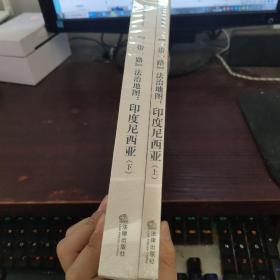 「一带一路」法治地图：印度尼西亚（下）
法律出版社
「一带一路」法治地图：印度尼西亚（上）
法律出版社